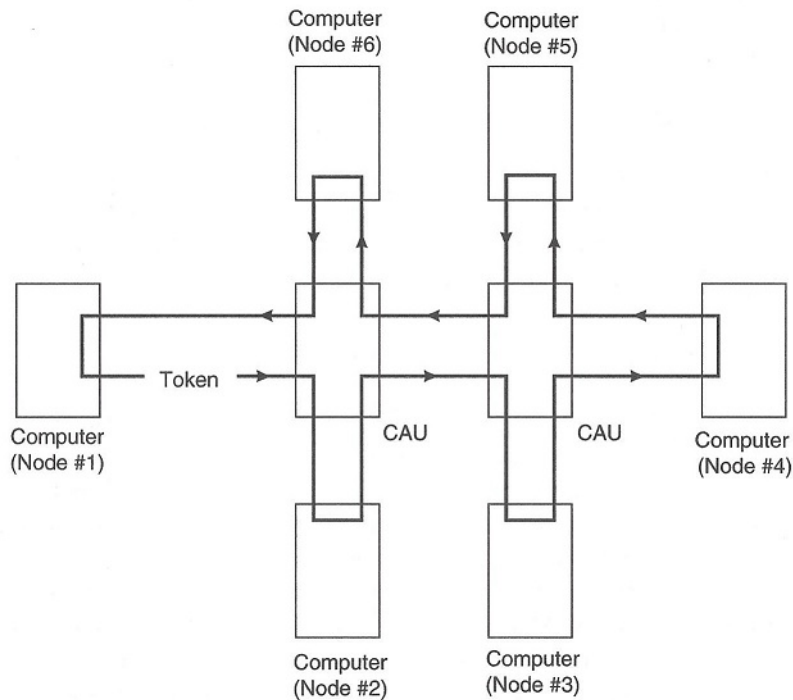 Computer
(Node #6)
Computer
(Node #5)
Token
CAU
CAU
Computer
(Node #1)
Computer
(Node #4)
Computer
(Node #2)
Computer
(Node #3)